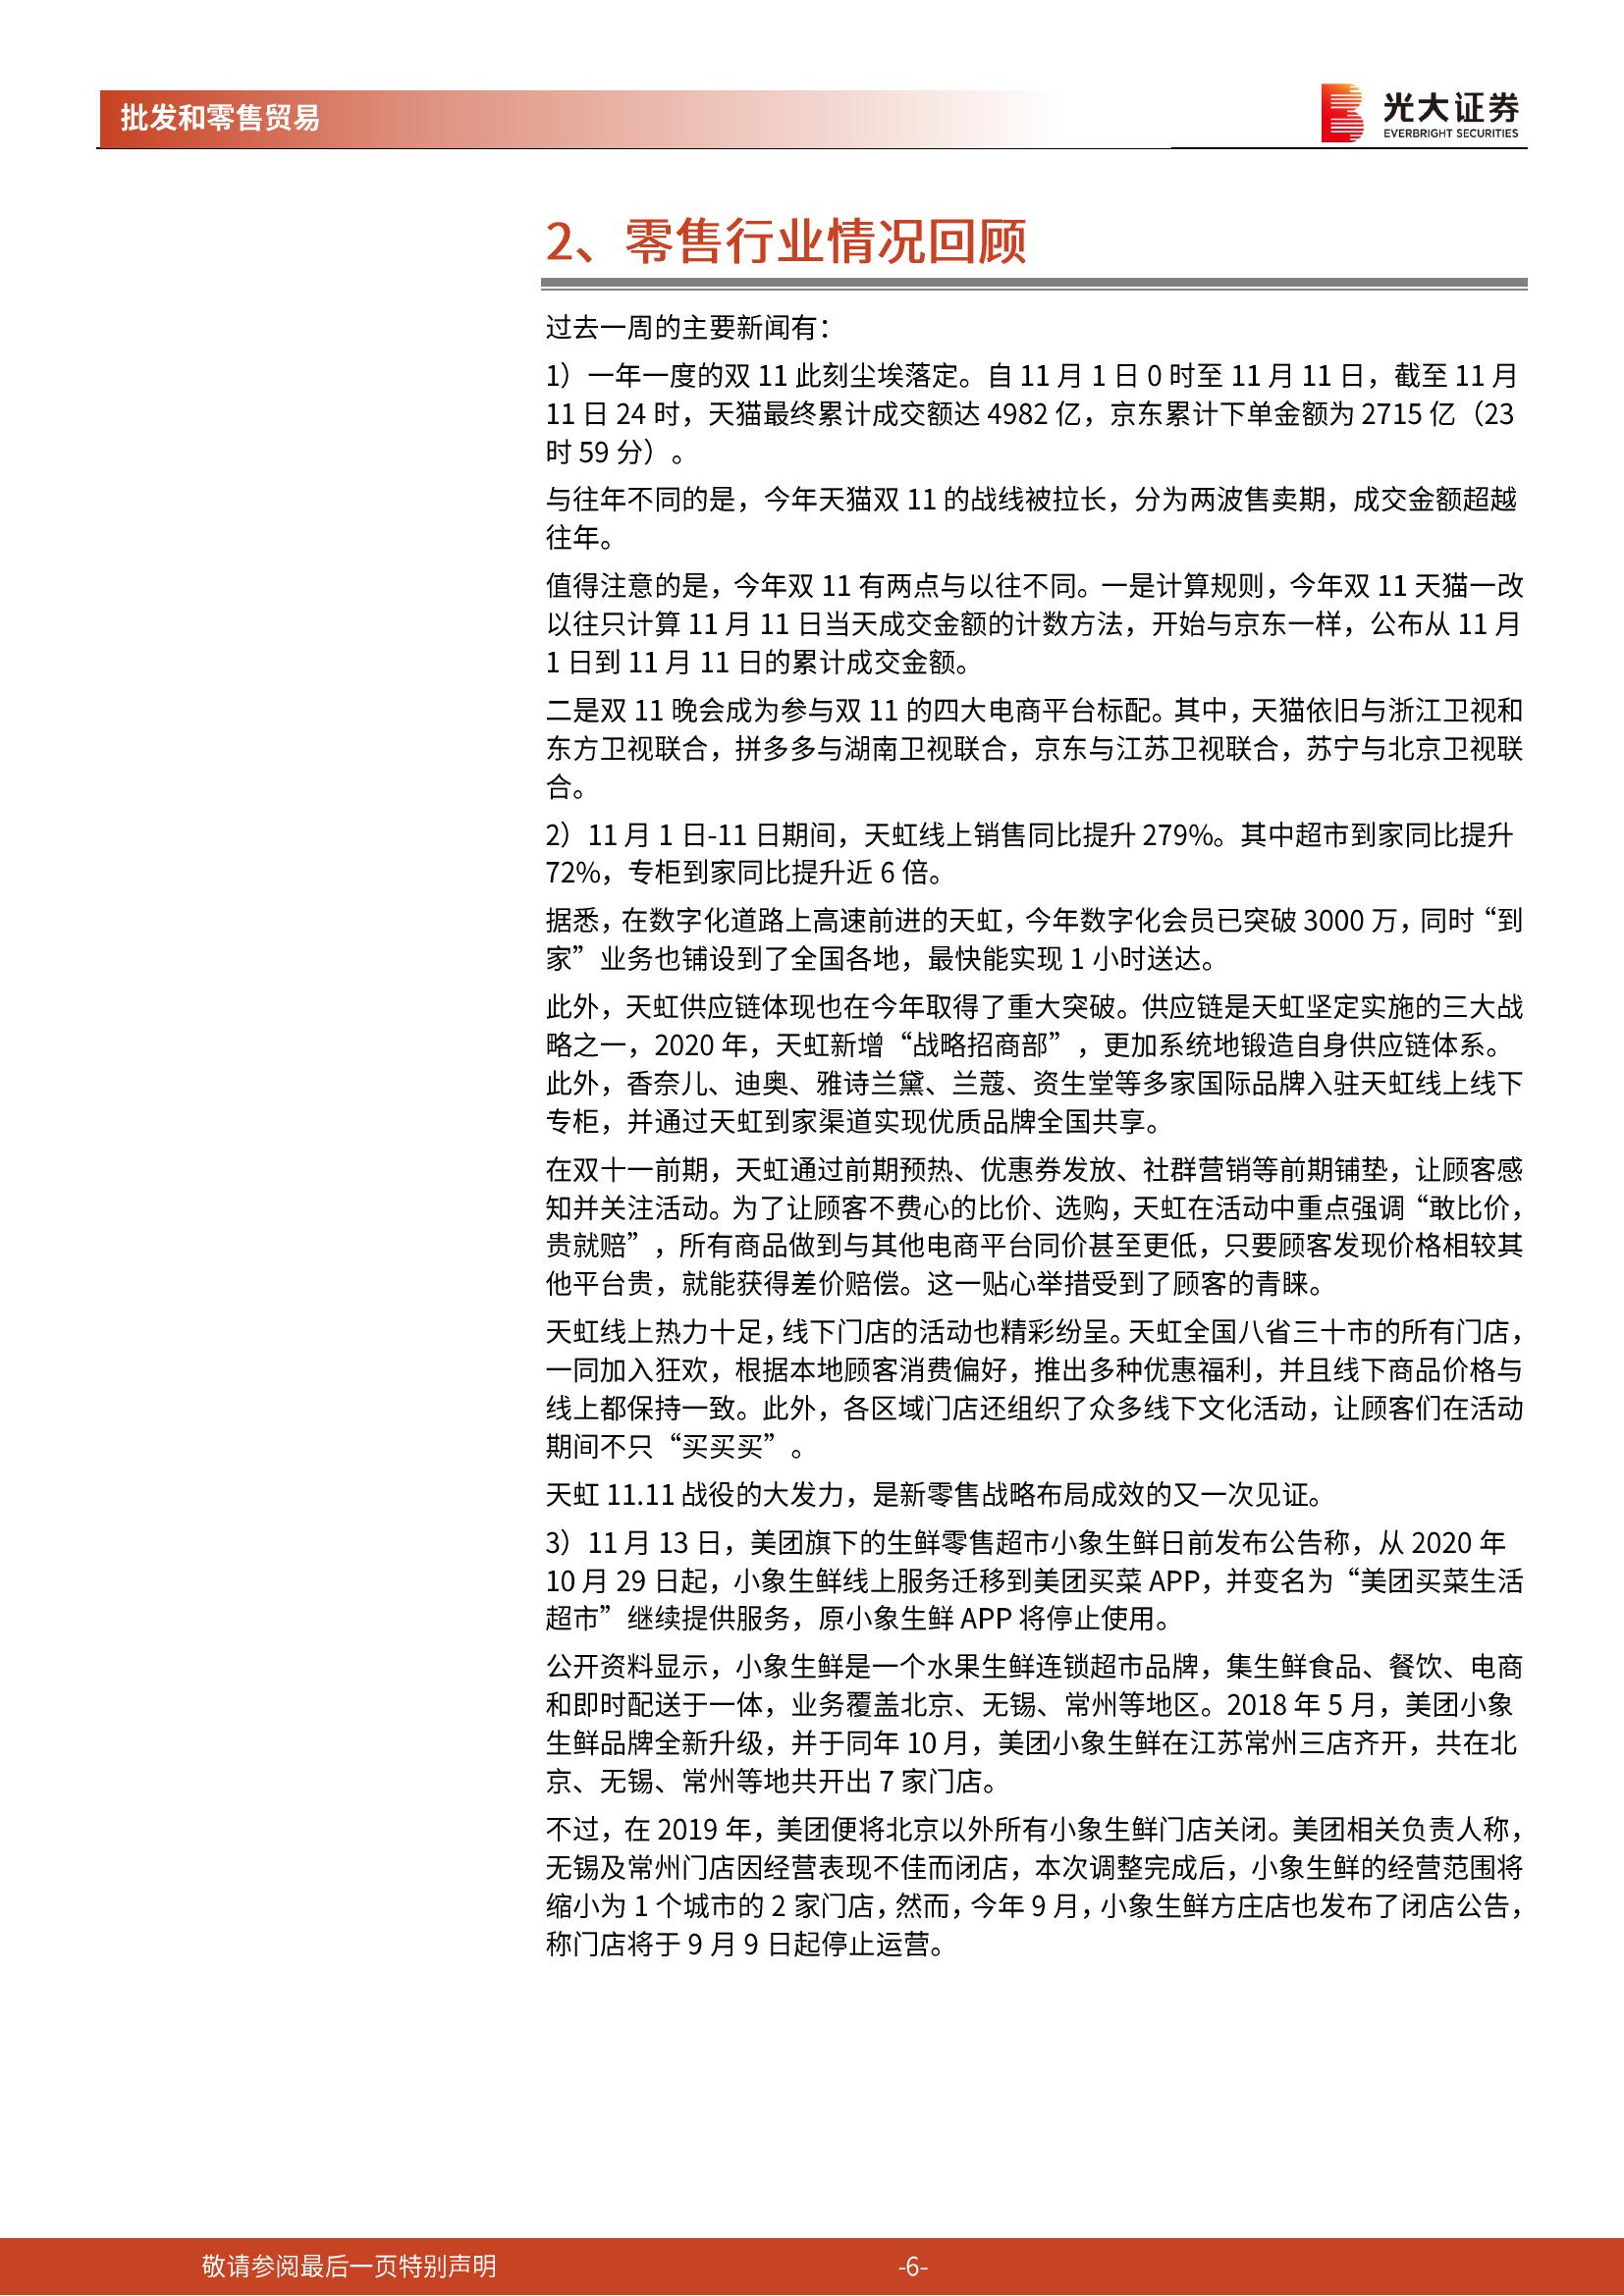 批发和零售贸易
光大证券
EVERBRIGHT SECURITIES
2、零售行业情况回顾
过去一周的主要新闻有：
1）一年一度的双 11 此刻尘埃落定。自 11 月 1 日 0 时至 11 月 11 日，截至 11 月
11 日 24 时，天猫最终累计成交额达 4982 亿，京东累计下单金额为 2715 亿（23
时 59 分）。
与往年不同的是，今年天猫双 11 的战线被拉长，分为两波售卖期，成交金额超越
往年。
值得注意的是，今年双 11 有两点与以往不同。一是计算规则，今年双 11 天猫一改
以往只计算 11 月 11 日当天成交金额的计数方法，开始与京东一样，公布从 11 月
1 日到 11 月 11 日的累计成交金额。
二是双 11 晚会成为参与双 11 的四大电商平台标配。其中，天猫依旧与浙江卫视和
东方卫视联合，拼多多与湖南卫视联合，京东与江苏卫视联合，苏宁与北京卫视联
合。
2）11 月 1 日-11 日期间，天虹线上销售同比提升 279%。其中超市到家同比提升
72%，专柜到家同比提升近 6 倍。
据悉，在数字化道路上高速前进的天虹，今年数字化会员已突破 3000 万，同时“到
家”业务也铺设到了全国各地，最快能实现 1 小时送达。
此外，天虹供应链体现也在今年取得了重大突破。供应链是天虹坚定实施的三大战
略之一，2020 年，天虹新增“战略招商部”，更加系统地锻造自身供应链体系。
此外，香奈儿、迪奥、雅诗兰黛、兰蔻、资生堂等多家国际品牌入驻天虹线上线下
专柜，并通过天虹到家渠道实现优质品牌全国共享。
在双十一前期，天虹通过前期预热、优惠券发放、社群营销等前期铺垫，让顾客感
知并关注活动。为了让顾客不费心的比价、选购，天虹在活动中重点强调“敢比价，
贵就赔”，所有商品做到与其他电商平台同价甚至更低，只要顾客发现价格相较其
他平台贵，就能获得差价赔偿。这一贴心举措受到了顾客的青睐。
天虹线上热力十足，线下门店的活动也精彩纷呈。天虹全国八省三十市的所有门店，
一同加入狂欢，根据本地顾客消费偏好，推出多种优惠福利，并且线下商品价格与
线上都保持一致。此外，各区域门店还组织了众多线下文化活动，让顾客们在活动
期间不只“买买买”。
天虹 11.11 战役的大发力，是新零售战略布局成效的又一次见证。
3）11 月 13 日，美团旗下的生鲜零售超市小象生鲜日前发布公告称，从 2020 年
10 月 29 日起，小象生鲜线上服务迁移到美团买菜 APP，并变名为“美团买菜生活
超市”继续提供服务，原小象生鲜 APP 将停止使用。
公开资料显示，小象生鲜是一个水果生鲜连锁超市品牌，集生鲜食品、餐饮、电商
和即时配送于一体，业务覆盖北京、无锡、常州等地区。2018 年 5 月，美团小象
生鲜品牌全新升级，并于同年 10 月，美团小象生鲜在江苏常州三店齐开，共在北
京、无锡、常州等地共开出 7 家门店。
不过，在 2019 年，美团便将北京以外所有小象生鲜门店关闭。美团相关负责人称，
无锡及常州门店因经营表现不佳而闭店，本次调整完成后，小象生鲜的经营范围将
缩小为 1 个城市的 2 家门店，然而，今年 9 月，小象生鲜方庄店也发布了闭店公告，
称门店将于 9 月 9 日起停止运营。
敬请参阅最后一页特别声明
-6-